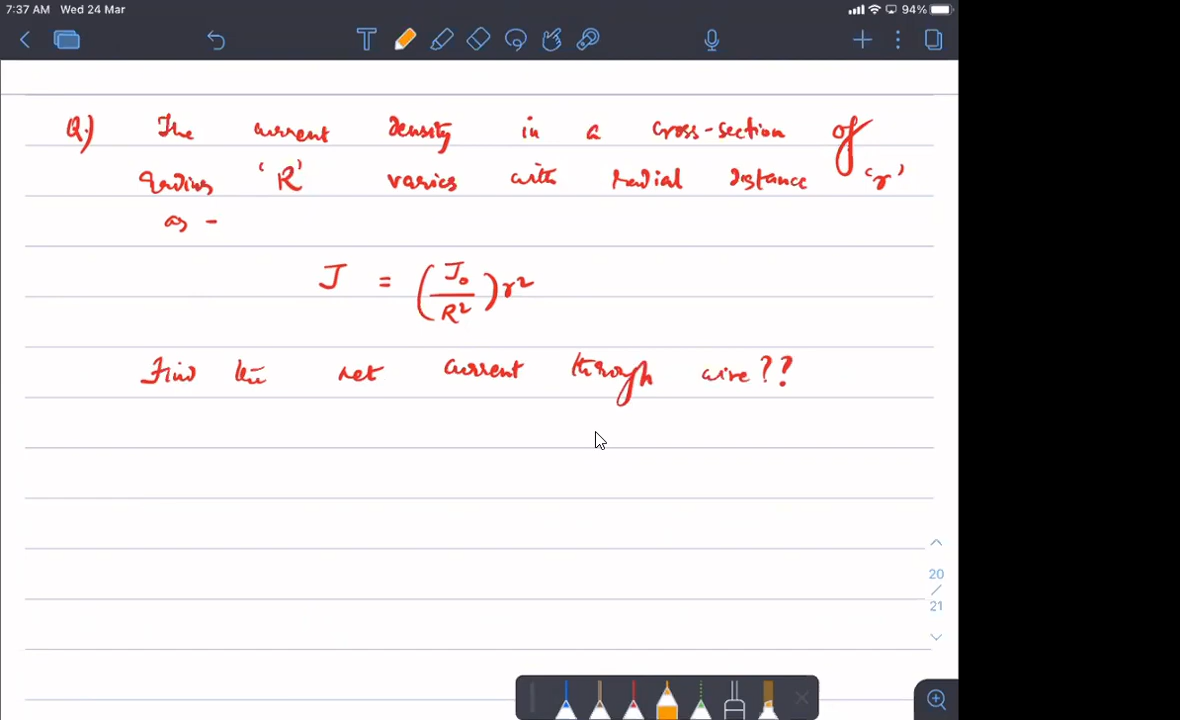 7:37 AM Wed 24 Mar 94%
Q.) The current density in a cross-section of
radius 'R' varies with radial distance 'r'
as -
J = (J₀/R²)r²
Find the net current through wire??
20
/
21